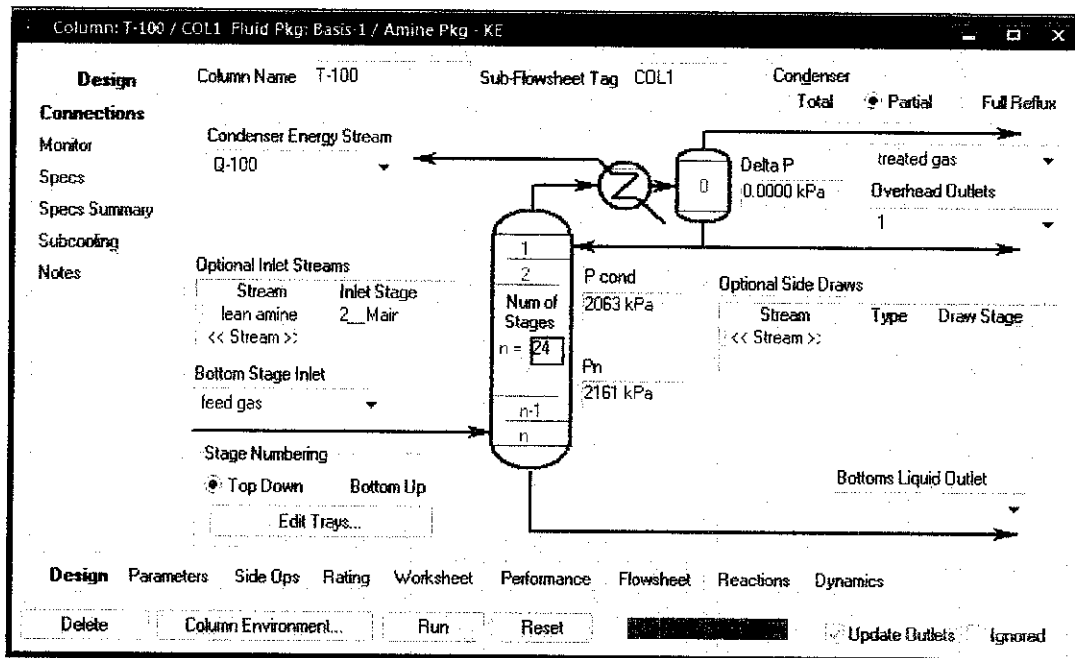 Column: T-100 / COL1 Fluid Pkg: Basis-1 / Amine Pkg - KE
Design
Column Name T-100
Sub-Flowsheet Tag COL1
Condenser
Total Partial Full Reflux
Connections
Monitor
Specs
Specs Summary
Subcooling
Notes
Condenser Energy Stream
Q-100
Delta P
0.0000 kPa
0
treated gas
Overhead Outlets
1
Optional Inlet Streams
Stream Inlet Stage
lean amine 2__Mair
<< Stream >>
Bottom Stage Inlet
feed gas
1
2
Num of
Stages
n = 24
n-1
n
P cond
2063 kPa
Pn
2161 kPa
Optional Side Draws
Stream Type Draw Stage
<< Stream >>
Stage Numbering
Top Down Bottom Up
Edit Trays...
Bottoms Liquid Outlet
Design Parameters Side Ops Rating Worksheet Performance Flowsheet Reactions Dynamics
Delete Column Environment... Run Reset Update Outlets Ignored